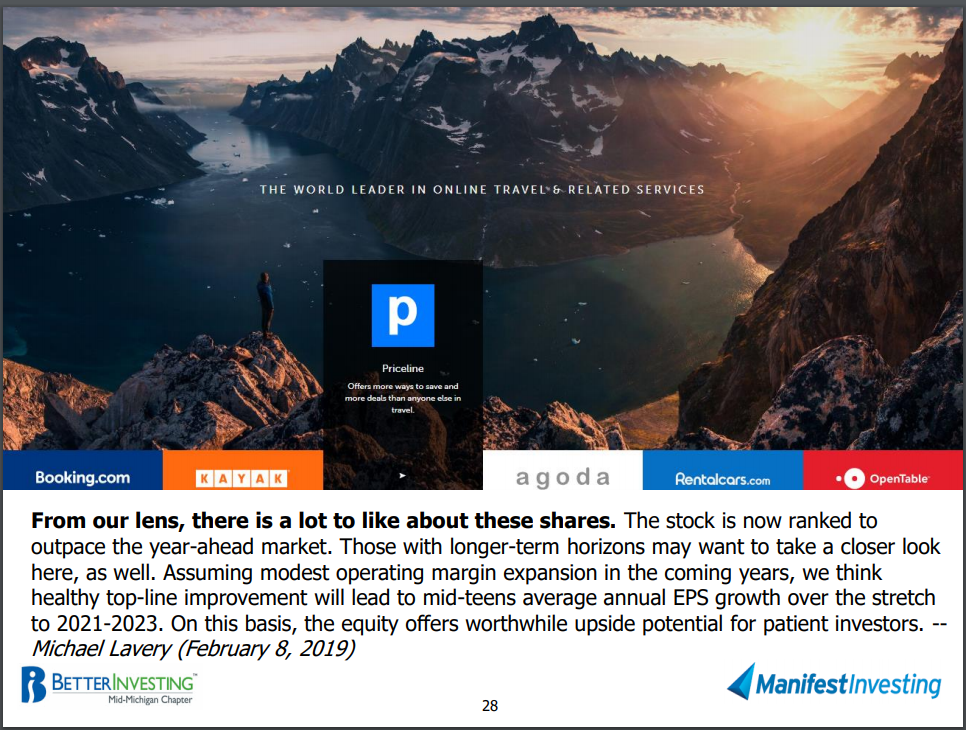 THE WORLD LEADER IN ONLINE TRAVEL & RELATED SERVICES
p
Priceline
Offers more ways to save and
more deals than anyone else in
travel.
Booking.com
KAYAK
agoda
Rentalcars.com
OpenTable
From our lens, there is a lot to like about these shares. The stock is now ranked to
outpace the year-ahead market. Those with longer-term horizons may want to take a closer look
here, as well. Assuming modest operating margin expansion in the coming years, we think
healthy top-line improvement will lead to mid-teens average annual EPS growth over the stretch
to 2021-2023. On this basis, the equity offers worthwhile upside potential for patient investors. --
Michael Lavery (February 8, 2019)
BETTERINVESTING™
Mid-Michigan Chapter
28
ManifestInvesting